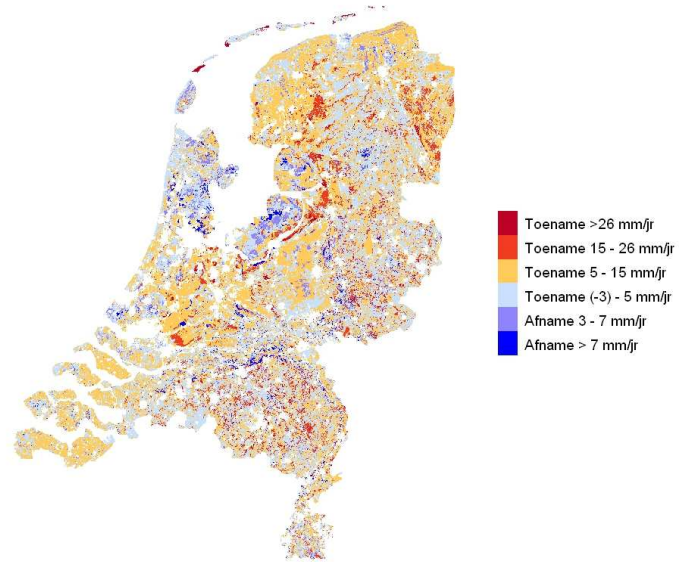 Toename >26 mm/jr
Toename 15 - 26 mm/jr
Toename 5 - 15 mm/jr
Toename (-3) - 5 mm/jr
Afname 3 - 7 mm/jr
Afname > 7 mm/jr